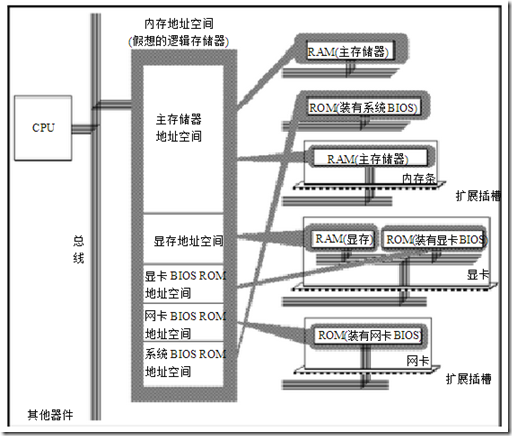 内存地址空间
(假想的逻辑存储器)
CPU
总
线
其他器件
主存储器
地址空间
显存地址空间
显卡 BIOS ROM
地址空间
网卡 BIOS ROM
地址空间
系统 BIOS ROM
地址空间
RAM(主存储器)
ROM(装有系统BIOS)
RAM(主存储器)
内存条
扩展插槽
RAM(显存)
ROM(装有显卡BIOS)
显卡
ROM(装有网卡BIOS)
网卡
扩展插槽